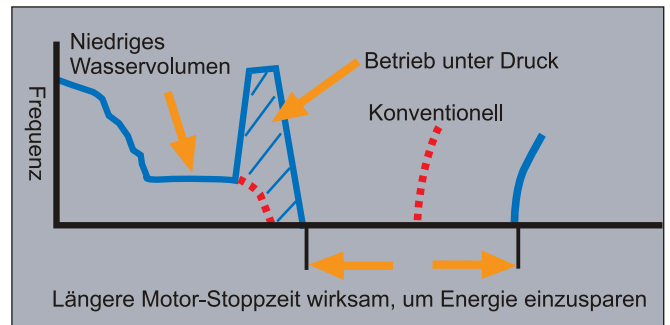 Niedriges
Wasservolumen
Betrieb unter Druck
Konventionell
Frequenz
Längere Motor-Stoppzeit wirksam, um Energie einzusparen